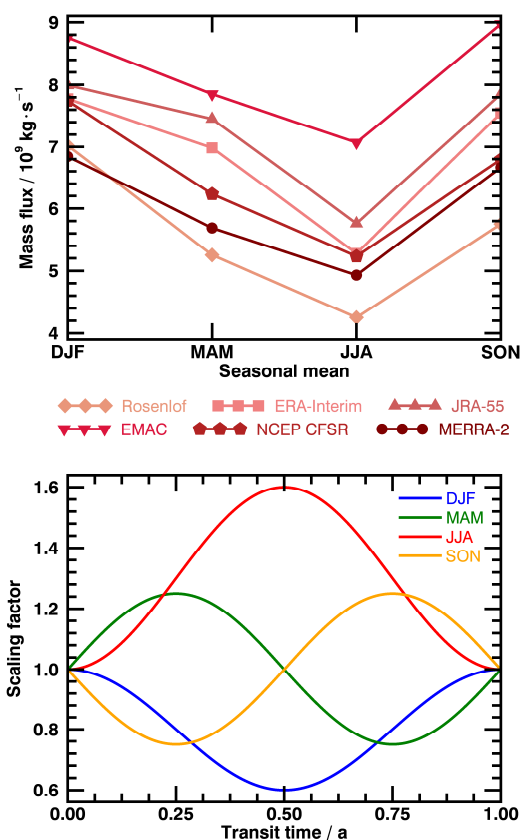 9
8
7
6
5
4
Mass flux / 10⁹ kg · s⁻¹
DJF MAM JJA SON
Seasonal mean
Rosenlof ERA-Interim JRA-55
EMAC NCEP CFSR MERRA-2
1.6
1.4
1.2
1.0
0.8
0.6
Scaling factor
DJF
MAM
JJA
SON
0.00 0.25 0.50 0.75 1.00
Transit time / a